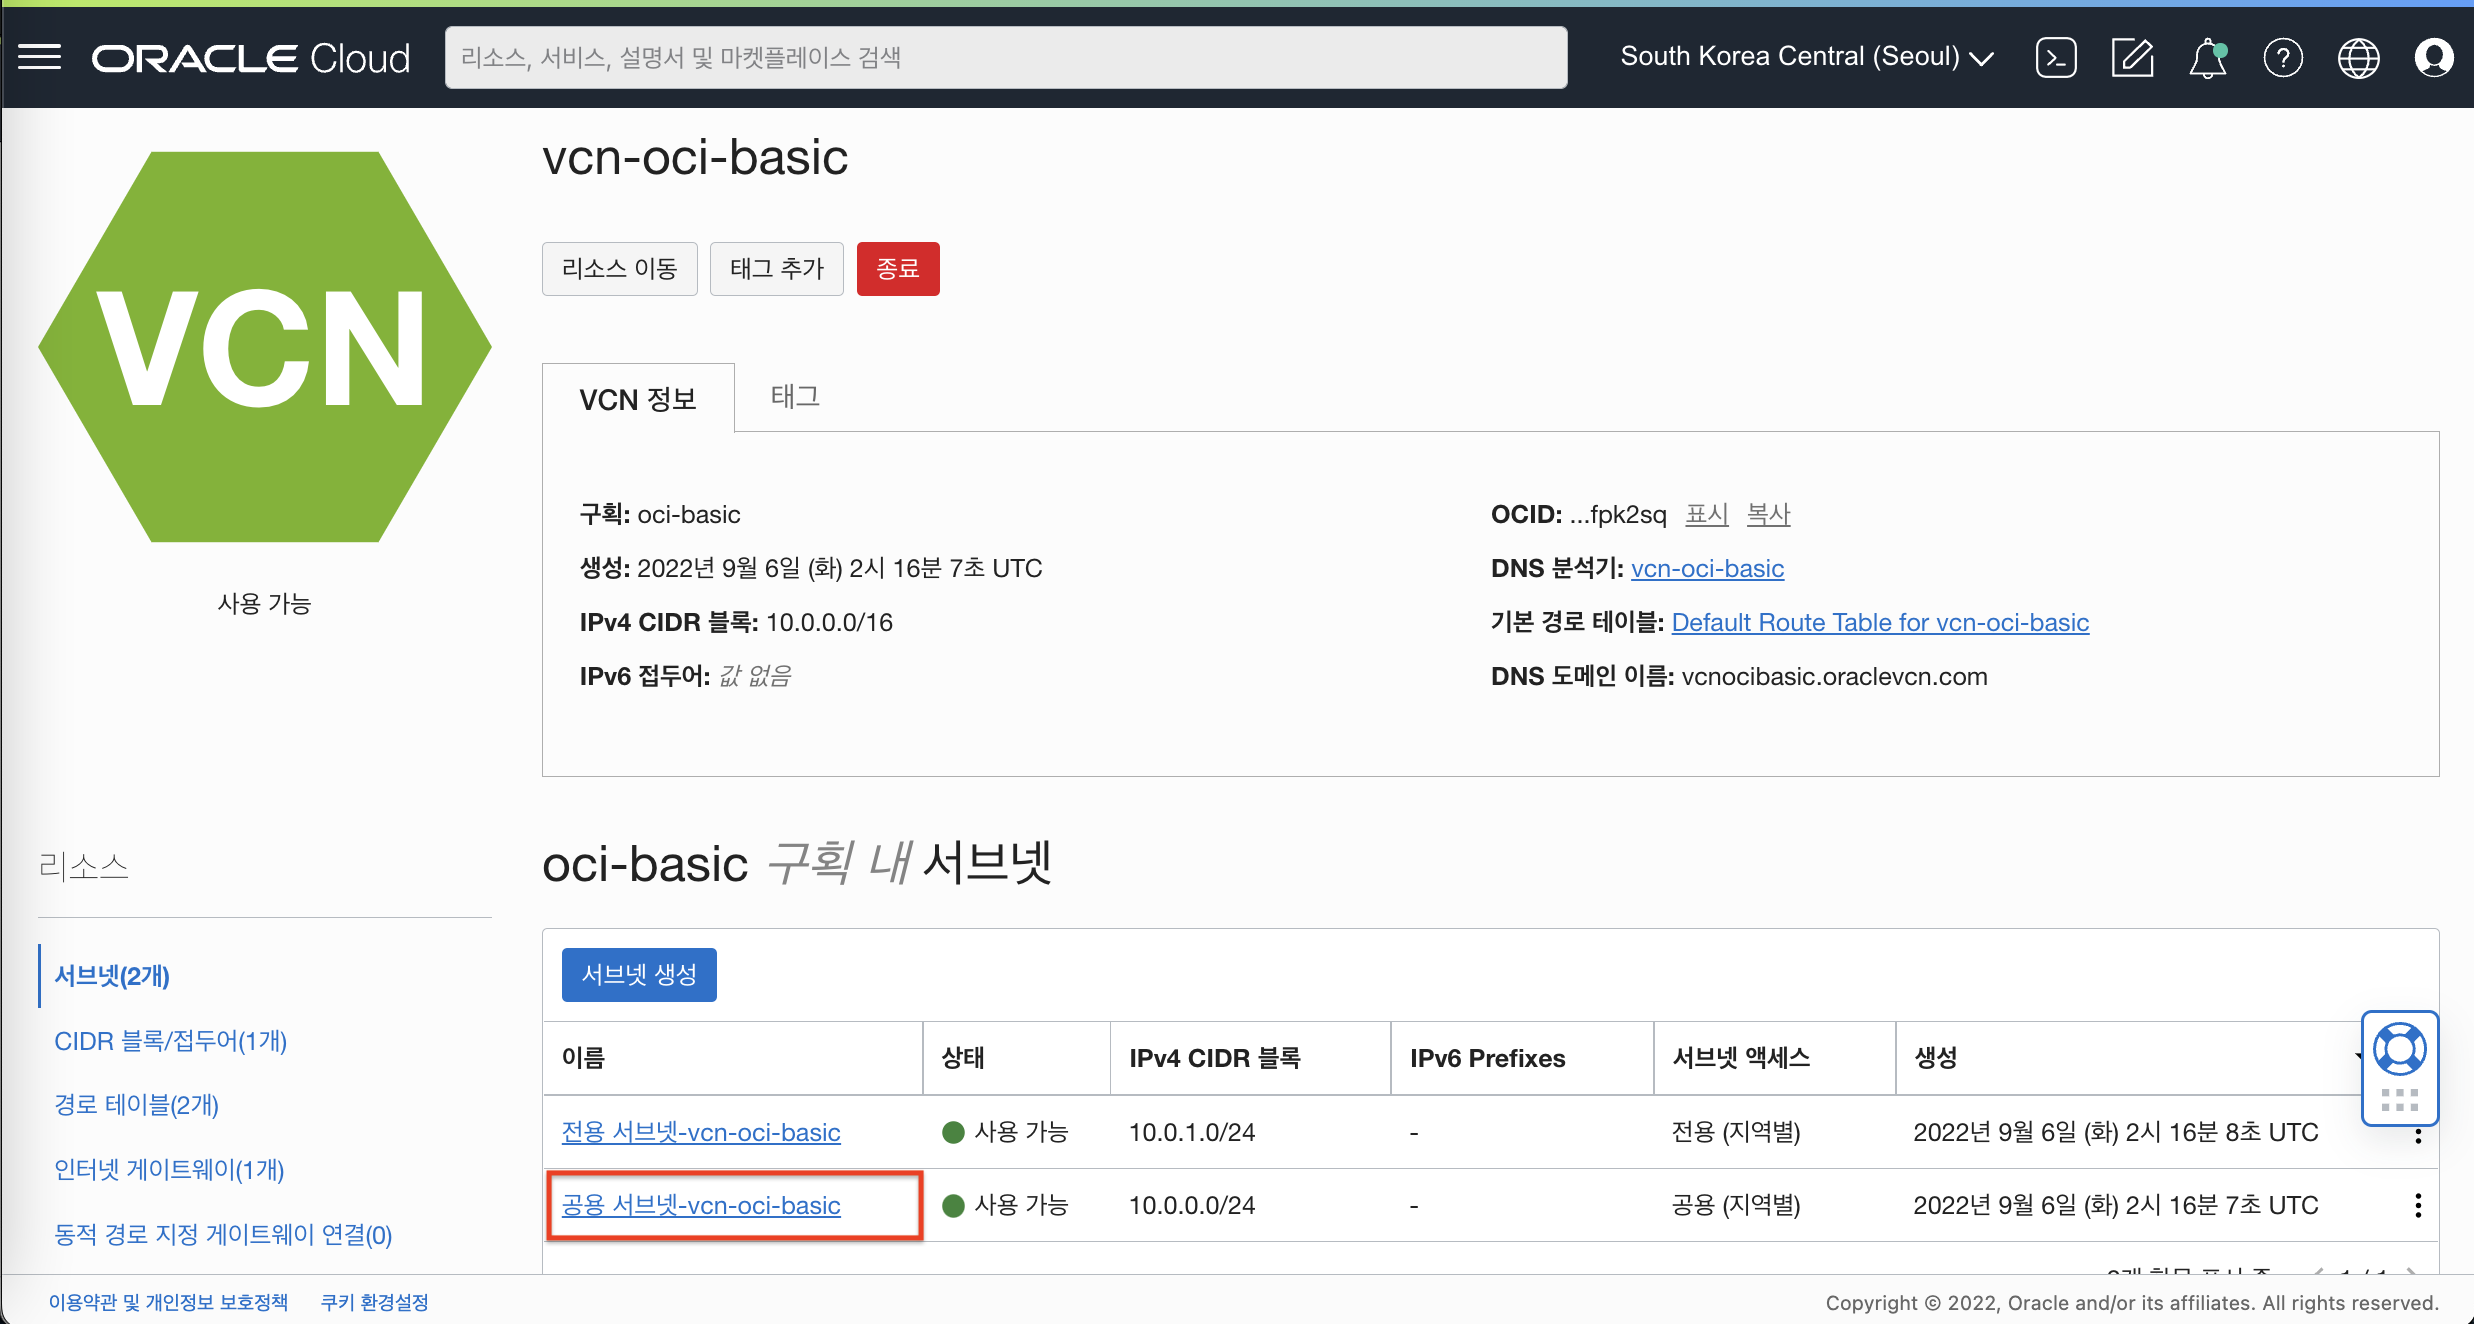 ORACLE Cloud
리소스, 서비스, 설명서 및 마켓플레이스 검색
South Korea Central (Seoul)
VCN
사용 가능
vcn-oci-basic
리소스 이동
태그 추가
종료
VCN 정보
태그
구획: oci-basic
생성: 2022년 9월 6일 (화) 2시 16분 7초 UTC
IPv4 CIDR 블록: 10.0.0.0/16
IPv6 접두어: 값 없음
OCID: ...fpk2sq 표시 복사
DNS 분석기: vcn-oci-basic
기본 경로 테이블: Default Route Table for vcn-oci-basic
DNS 도메인 이름: vcnocibasic.oraclevcn.com
리소스
서브넷(2개)
CIDR 블록/접두어(1개)
경로 테이블(2개)
인터넷 게이트웨이(1개)
동적 경로 지정 게이트웨이 연결(0)
oci-basic 구획 내 서브넷
서브넷 생성
이름 상태 IPv4 CIDR 블록 IPv6 Prefixes 서브넷 액세스 생성
전용 서브넷-vcn-oci-basic 사용 가능 10.0.1.0/24 - 전용 (지역별) 2022년 9월 6일 (화) 2시 16분 8초 UTC
공용 서브넷-vcn-oci-basic 사용 가능 10.0.0.0/24 - 공용 (지역별) 2022년 9월 6일 (화) 2시 16분 7초 UTC
이용약관 및 개인정보 보호정책 쿠키 환경설정
Copyright © 2022, Oracle and/or its affiliates. All rights reserved.